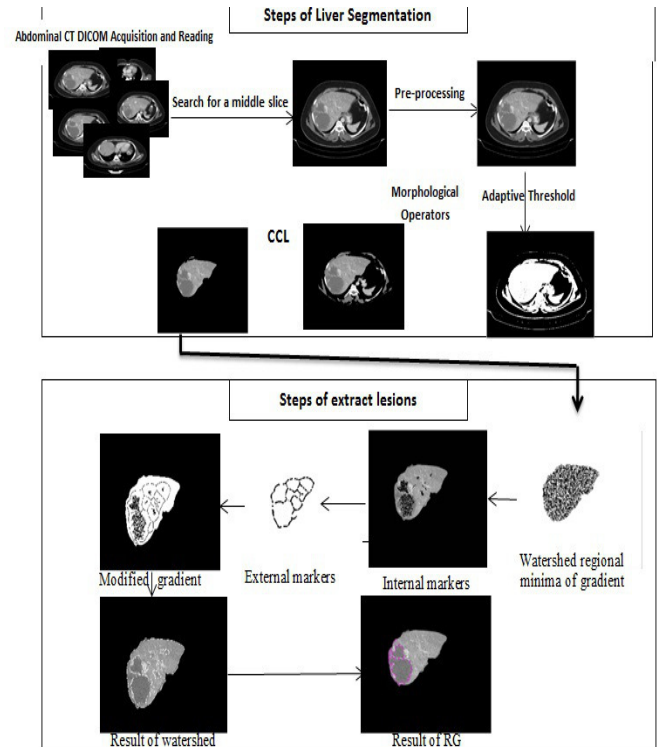 Steps of Liver Segmentation
Abdominal CT DICOM Acquisition and Reading
Search for a middle slice
Pre-processing
Morphological
Operators
Adaptive Threshold
CCL
Steps of extract lesions
Watershed regional
minima of gradient
Internal markers
External markers
Modified gradient
Result of watershed
Result of RG